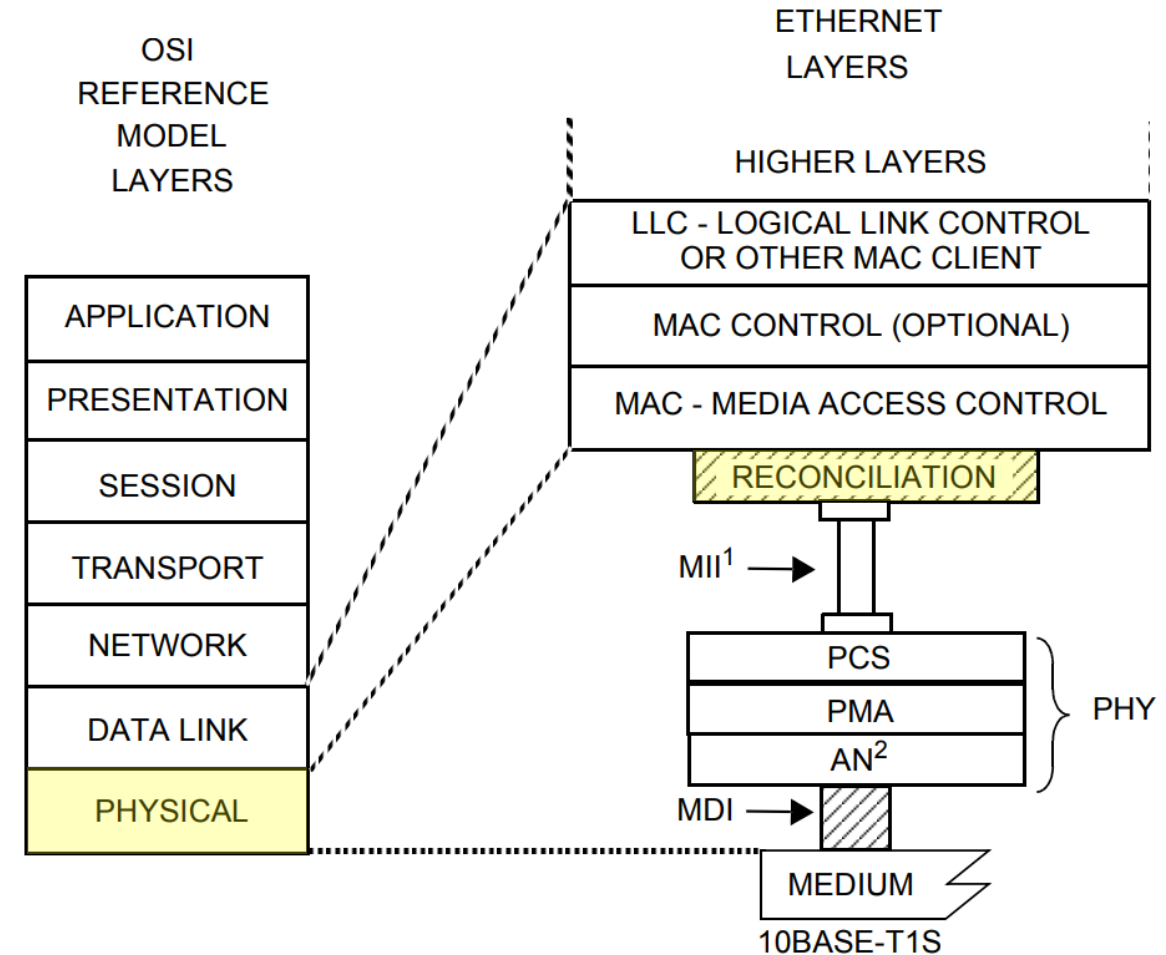 OSI
REFERENCE
MODEL
LAYERS
APPLICATION
PRESENTATION
SESSION
TRANSPORT
NETWORK
DATA LINK
PHYSICAL
ETHERNET
LAYERS
HIGHER LAYERS
LLC - LOGICAL LINK CONTROL
OR OTHER MAC CLIENT
MAC CONTROL (OPTIONAL)
MAC - MEDIA ACCESS CONTROL
RECONCILIATION
MII¹
PCS
PMA
AN²
PHY
MDI
MEDIUM
10BASE-T1S